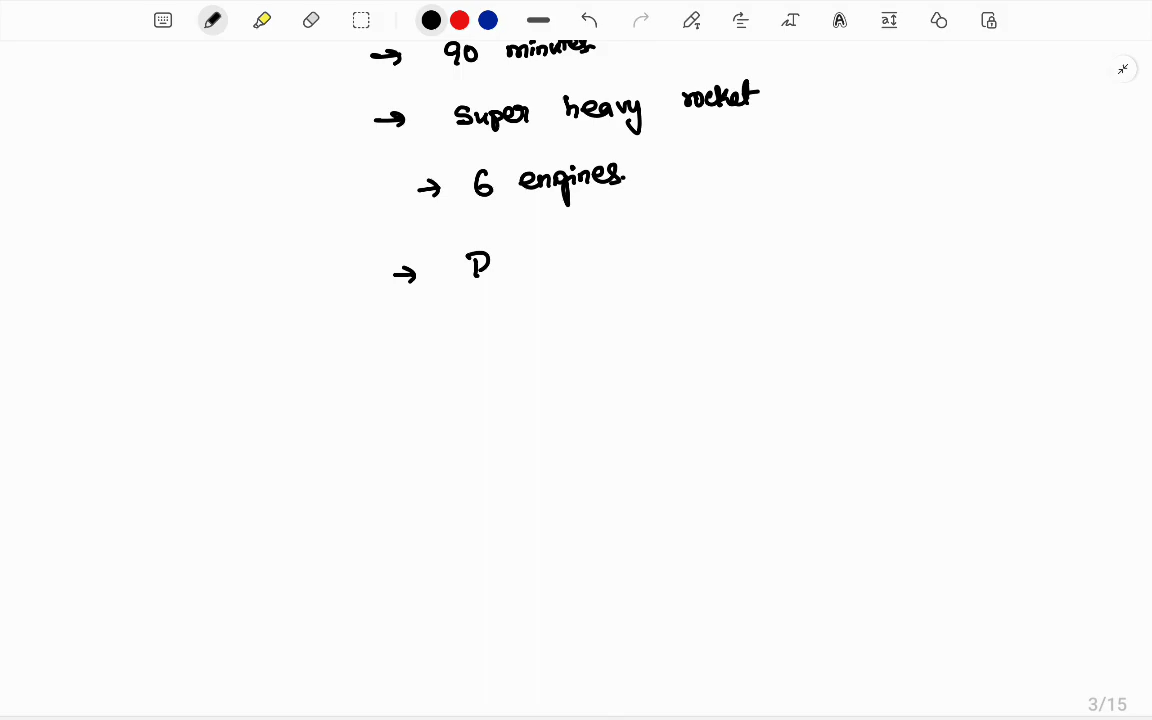 → 90 minutes
→ Super heavy rocket
→ 6 engines.
→ P
3/15